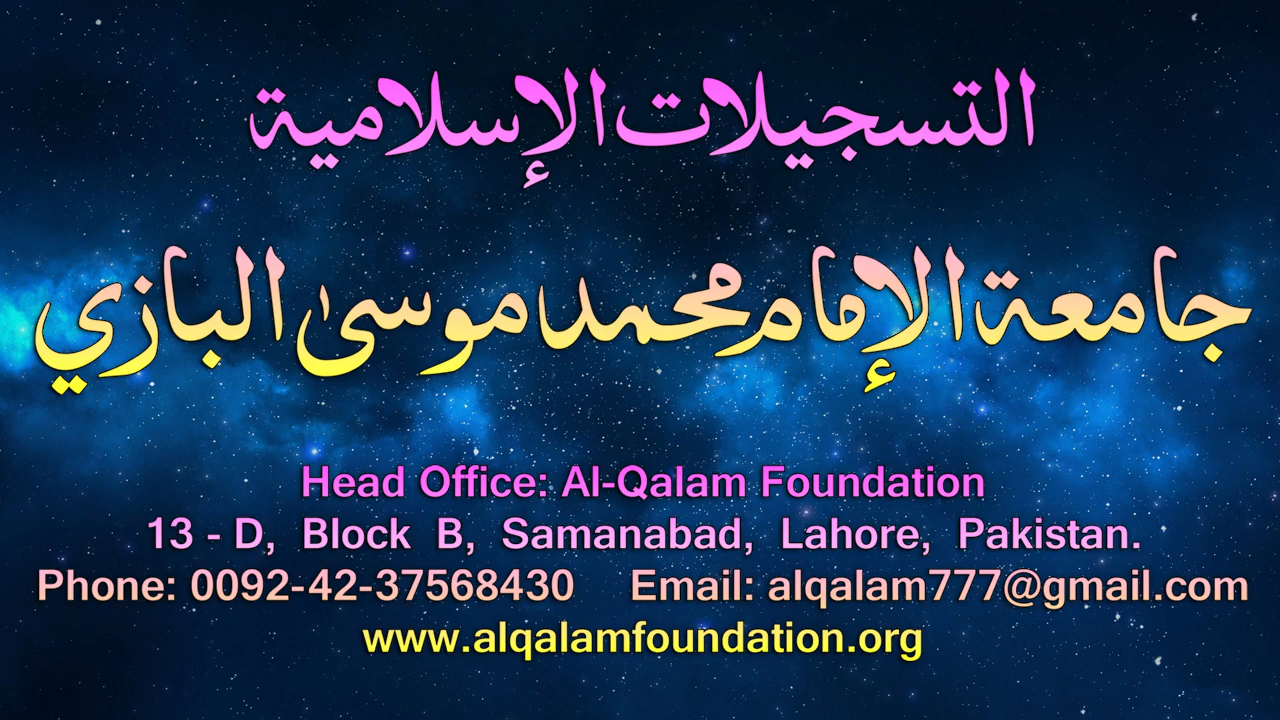 التسجيلات الإسلامية
جامعة الإمام محمد موسىٰ البازي
Head Office: Al-Qalam Foundation
13 - D, Block B, Samanabad, Lahore, Pakistan.
Phone: 0092-42-37568430 Email: alqalam777@gmail.com
www.alqalamfoundation.org